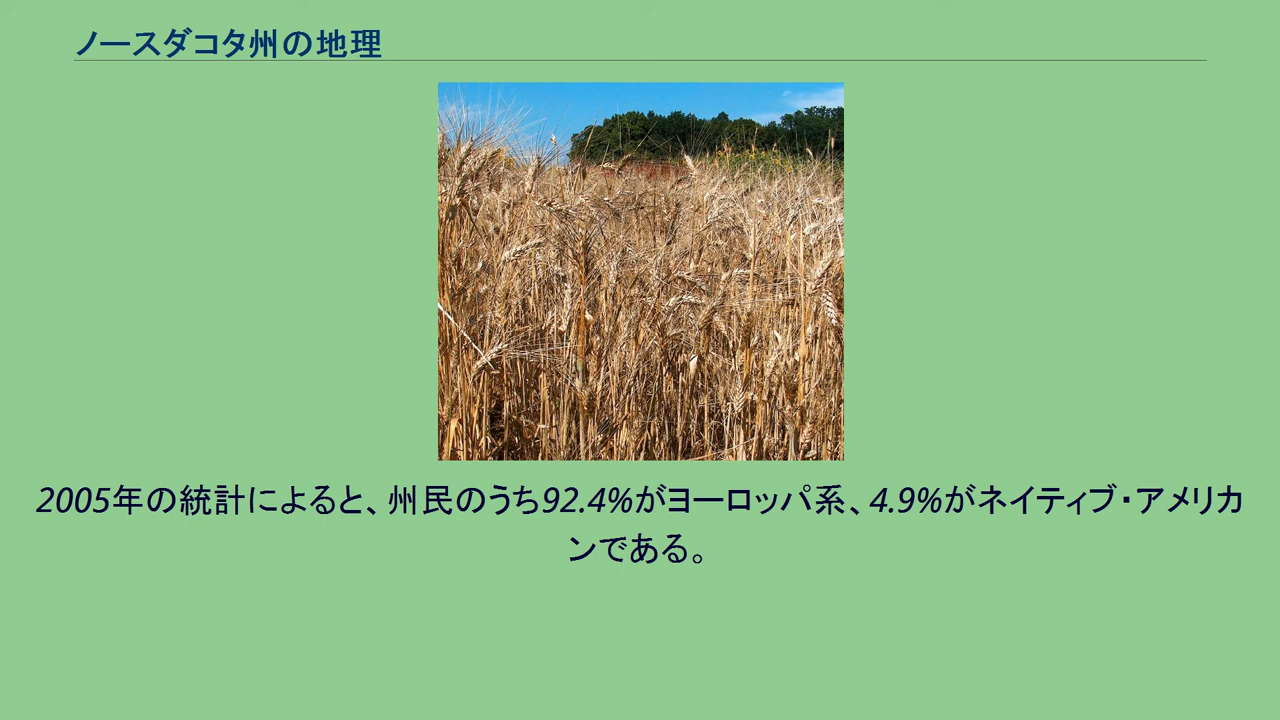 ノースダコタ州の地理
2005年の統計によると、州民のうち92.4%がヨーロッパ系、4.9%がネイティブ・アメリカ
ンである。